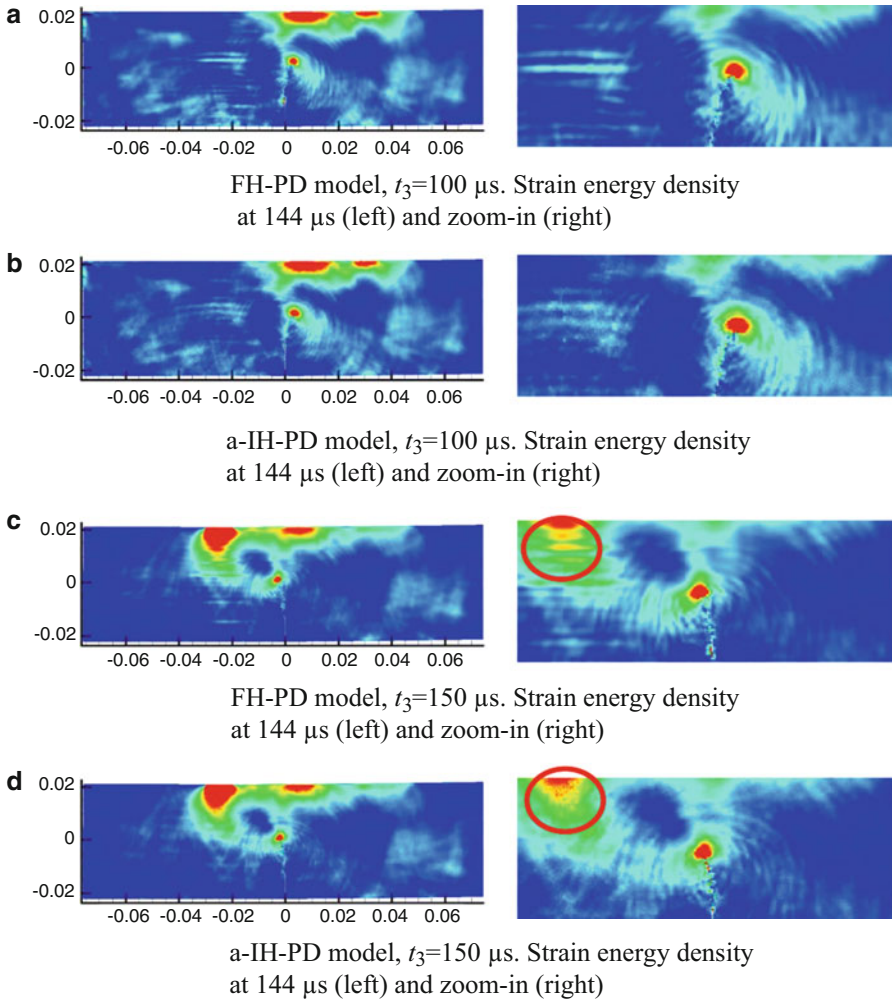 a
0.02
0
-0.02
-0.06 -0.04 -0.02 0 0.02 0.04 0.06
FH-PD model, t3=100 µs. Strain energy density
at 144 µs (left) and zoom-in (right)
b
0.02
0
-0.02
-0.06 -0.04 -0.02 0 0.02 0.04 0.06
a-IH-PD model, t3=100 µs. Strain energy density
at 144 µs (left) and zoom-in (right)
c
0.02
0
-0.02
-0.06 -0.04 -0.02 0 0.02 0.04 0.06
FH-PD model, t3=150 µs. Strain energy density
at 144 µs (left) and zoom-in (right)
d
0.02
0
-0.02
-0.06 -0.04 -0.02 0 0.02 0.04 0.06
a-IH-PD model, t3=150 µs. Strain energy density
at 144 µs (left) and zoom-in (right)